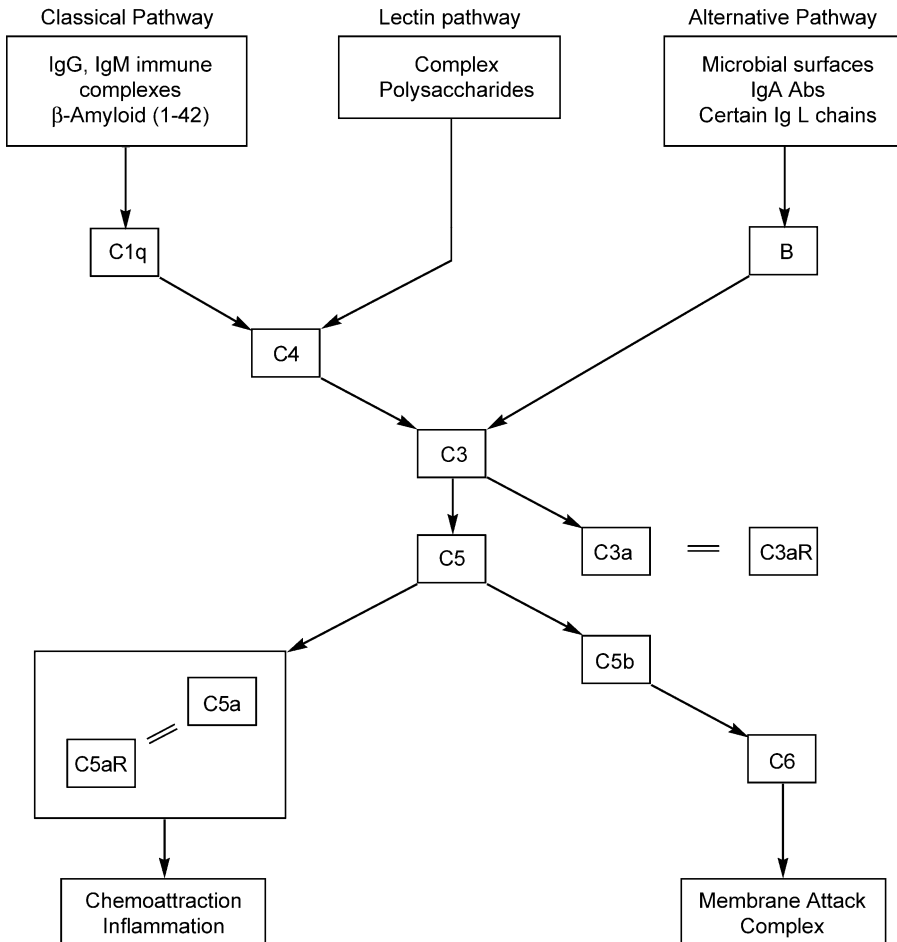 Classical Pathway
Lectin pathway
Alternative Pathway
IgG, IgM immune
complexes
β-Amyloid (1-42)
Complex
Polysaccharides
Microbial surfaces
IgA Abs
Certain Ig L chains
C1q
B
C4
C3
C3a
C3aR
C5
C5b
C5a
C5aR
C6
Chemoattraction
Inflammation
Membrane Attack
Complex